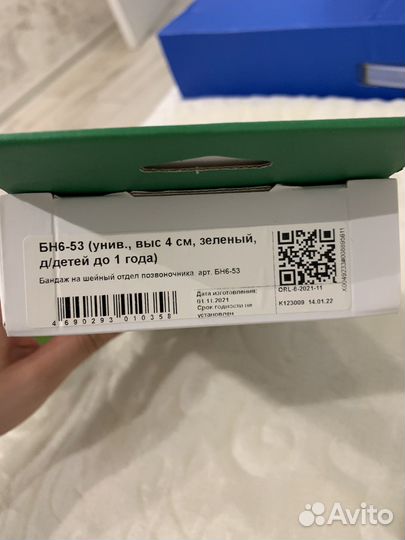 БН6-53 (унив., выс 4 см, зеленый,
д/детей до 1 года)
Бандаж на шейный отдел позвоночника арт. БН6-53
4 690293 010358
Дата изготовления:
01.11.2021
Срок годности не
установлен
ORL-6-2021-11
K123009 14.01.22
Avito